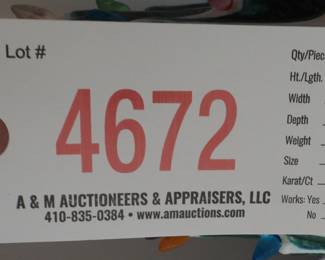 Lot #
4672
A & M AUCTIONEERS & APPRAISERS, LLC
410-835-0384 • www.amauctions.com
Qty/Piec
Ht./Lgth.
Width
Depth
Weight
Size
Karat/Ct
Works: Yes
No